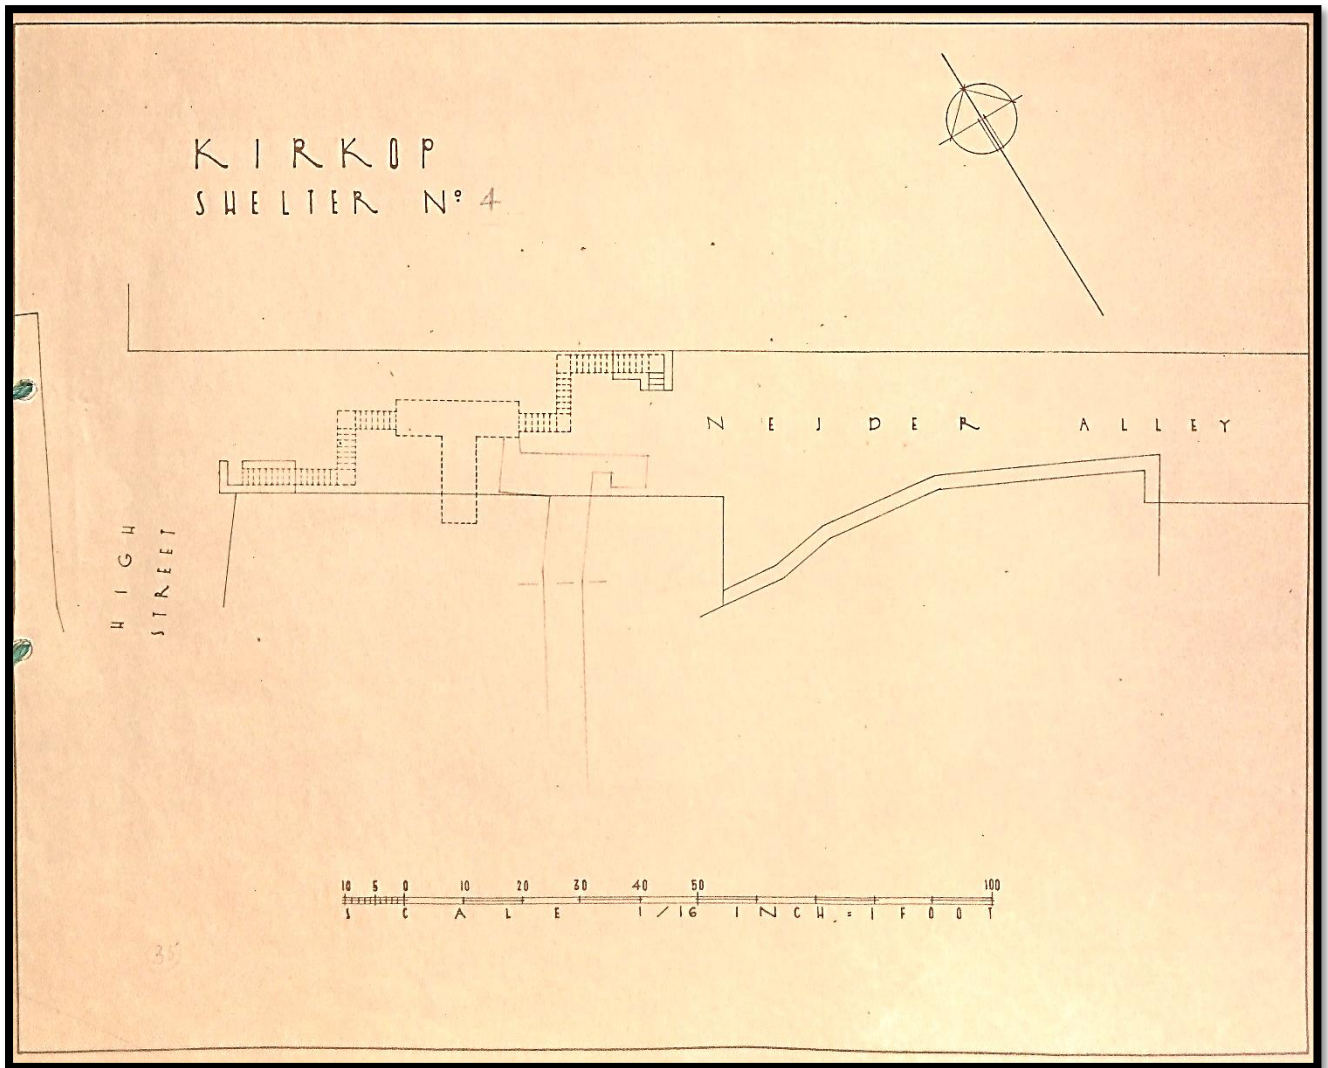 KIRKOP
SHELTER Nº 4
NEJDER ALLEY
HIGH
STREET
10 5 0 10 20 30 40 50 100
SCALE 1/16 INCH = 1 FOOT
35'